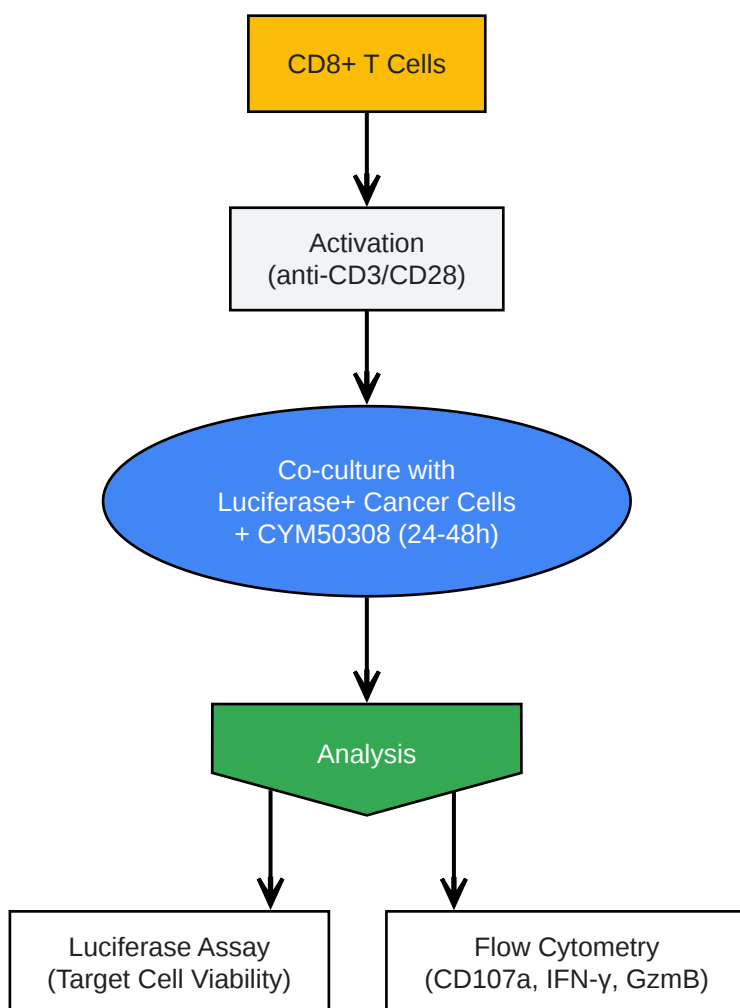 CD8+ T Cells
Activation
(anti-CD3/CD28)
Co-culture with
Luciferase+ Cancer Cells
+ CYM50308 (24-48h)
Analysis
Luciferase Assay
(Target Cell Viability)
Flow Cytometry
(CD107a, IFN-γ, GzmB)